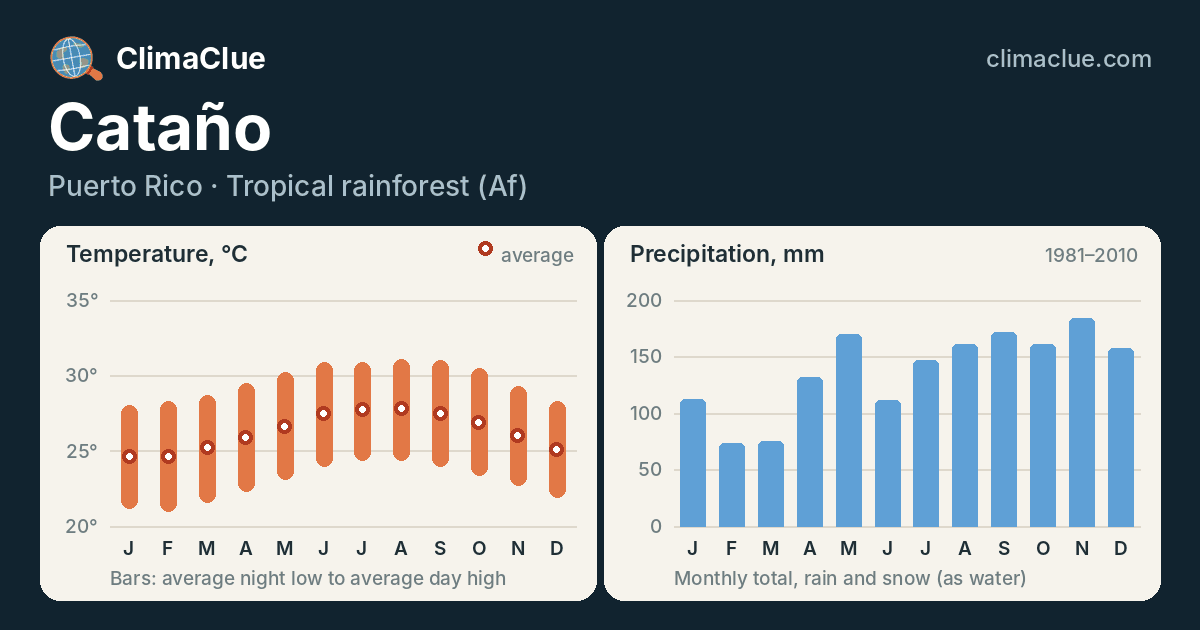 ClimaClue
climaclue.com
Cataño
Puerto Rico · Tropical rainforest (Af)
Temperature, °C
average
35°
30°
25°
20°
J F M A M J J A S O N D
Bars: average night low to average day high
Precipitation, mm
1981–2010
200
150
100
50
0
J F M A M J J A S O N D
Monthly total, rain and snow (as water)